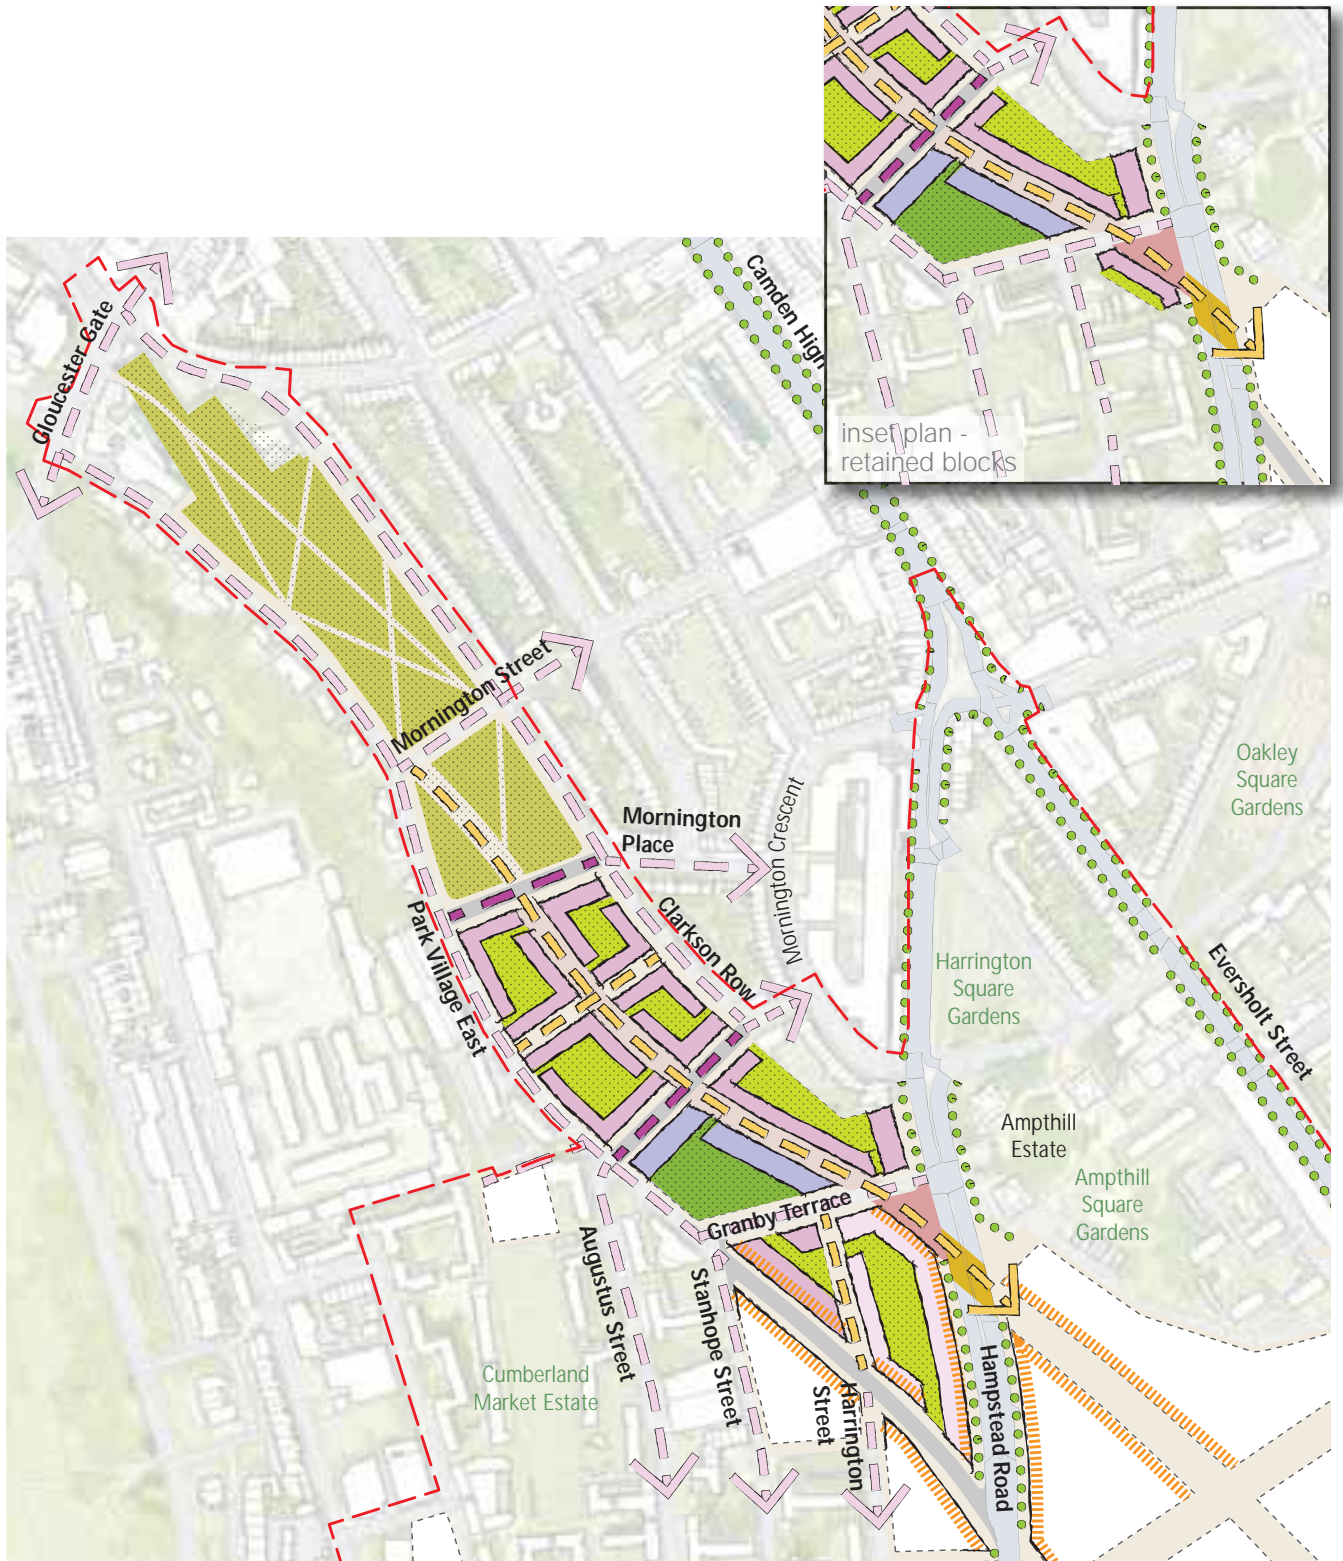 inset plan -
retained blocks
Gloucester Gate
Camden High
Mornington Street
Mornington
Place
Mornington Crescent
Oakley
Square
Gardens
Park Village East
Clarkson Row
Harrington
Square
Gardens
Eversholt Street
Ampthill
Estate
Ampthill
Square
Gardens
Granby Terrace
Augustus Street
Stanhope Street
Harrington
Street
Hampstead Road
Cumberland
Market Estate